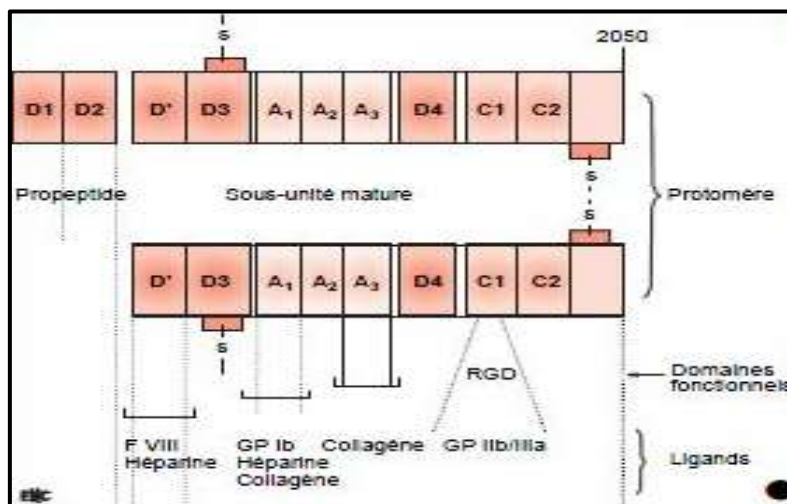 s
2050
D1 D2 D' D3 A1 A2 A3 D4 C1 C2
s
Propeptide Sous-unité mature Protomère
s
D' D3 A1 A2 A3 D4 C1 C2
s
RGD
Domaines
fonctionnels
F VIII GP Ib Collagène GP IIb/IIIa
Héparine Héparine Ligands
Collagène